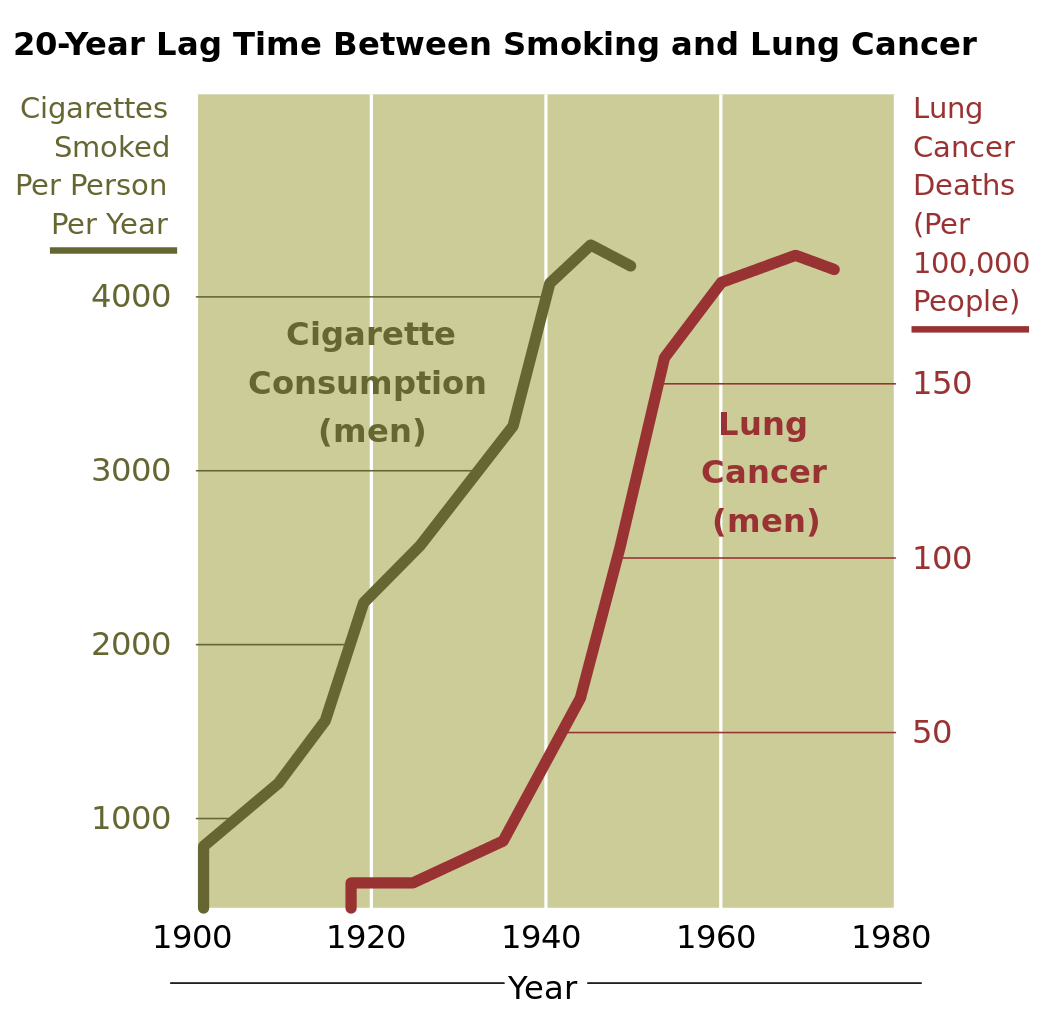 20-Year Lag Time Between Smoking and Lung Cancer
Cigarettes
Smoked
Per Person
Per Year
4000
3000
2000
1000
Cigarette
Consumption
(men)
Lung
Cancer
(men)
Lung
Cancer
Deaths
(Per
100,000
People)
150
100
50
1900 1920 1940 1960 1980
Year